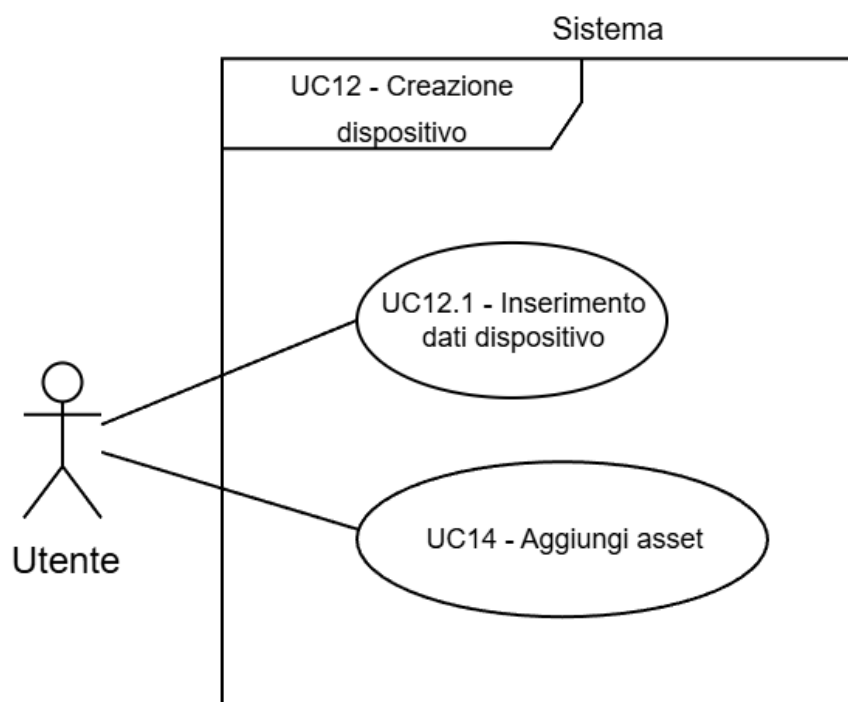 Sistema
UC12 - Creazione
dispositivo
UC12.1 - Inserimento
dati dispositivo
UC14 - Aggiungi asset
Utente